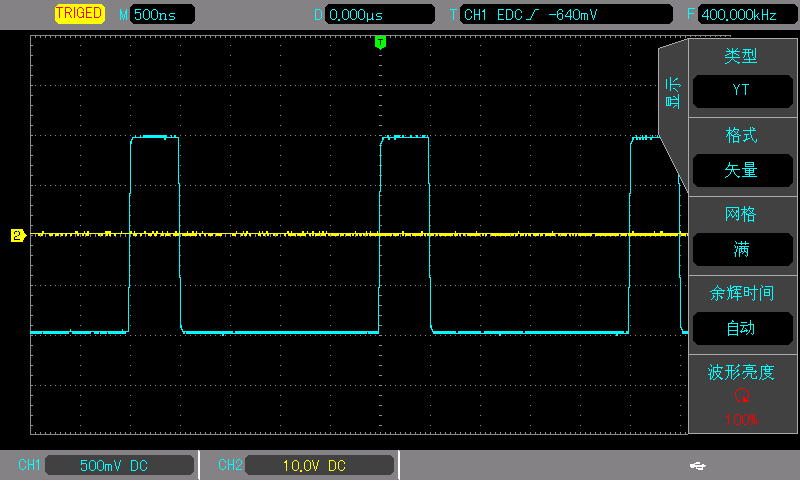 TRIGED M 500ns D 0.000μs T CH1 EDC -640mV F 400.000kHz
T
显示
类型
YT
格式
矢量
网格
满
余辉时间
自动
波形亮度
100%
2
CH1 500mV DC CH2 10.0V DC